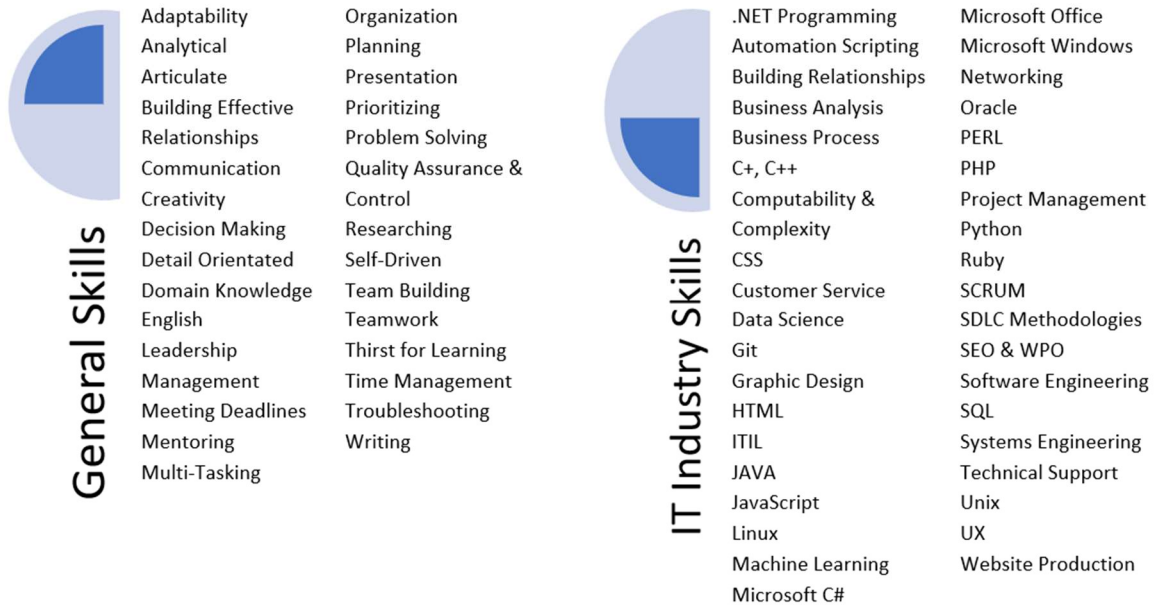 General Skills
Adaptability
Analytical
Articulate
Building Effective
Relationships
Communication
Creativity
Decision Making
Detail Orientated
Domain Knowledge
English
Leadership
Management
Meeting Deadlines
Mentoring
Multi-Tasking
Organization
Planning
Presentation
Prioritizing
Problem Solving
Quality Assurance &
Control
Researching
Self-Driven
Team Building
Teamwork
Thirst for Learning
Time Management
Troubleshooting
Writing
IT Industry Skills
.NET Programming
Automation Scripting
Building Relationships
Business Analysis
Business Process
C+, C++
Computability &
Complexity
CSS
Customer Service
Data Science
Git
Graphic Design
HTML
ITIL
JAVA
JavaScript
Linux
Machine Learning
Microsoft C#
Microsoft Office
Microsoft Windows
Networking
Oracle
PERL
PHP
Project Management
Python
Ruby
SCRUM
SDLC Methodologies
SEO & WPO
Software Engineering
SQL
Systems Engineering
Technical Support
Unix
UX
Website Production